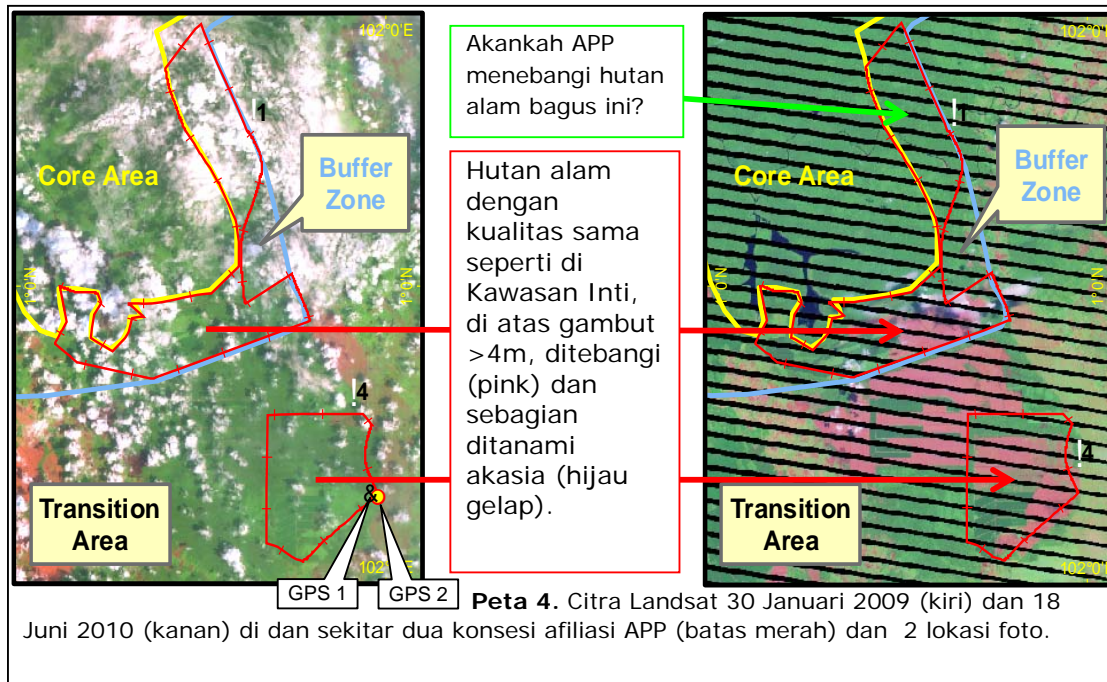 102°0'E
1
Core Area
Buffer
Zone
1°0'N
1°0'N
4
&
Transition
Area
102°0'E
GPS 1
GPS 2
Akankah APP
menebangi hutan
alam bagus ini?
Hutan alam
dengan
kualitas sama
seperti di
Kawasan Inti,
di atas gambut
>4m, ditebangi
(pink) dan
sebagian
ditanami
akasia (hijau
gelap).
102°0'E
!1
Core Area
Buffer
Zone
1°0'N
1°0'N
!4
Transition
Area
102°0'E
Peta 4. Citra Landsat 30 Januari 2009 (kiri) dan 18
Juni 2010 (kanan) di dan sekitar dua konsesi afiliasi APP (batas merah) dan 2 lokasi foto.